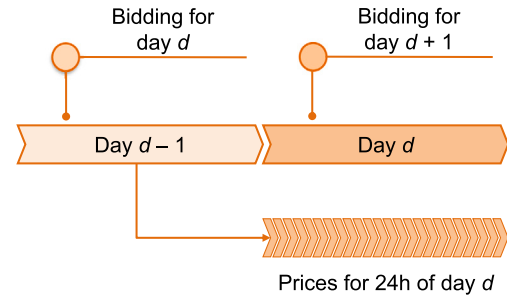 Bidding for
day d
Bidding for
day d + 1
Day d – 1
Day d
Prices for 24h of day d